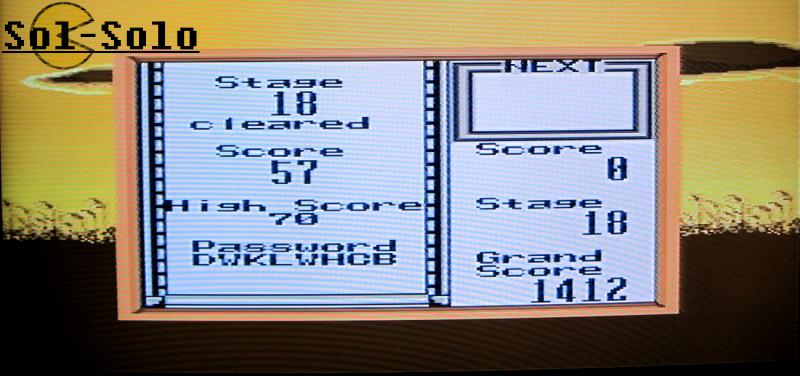 Sol-Solo
Stage
18
cleared
Score
57
High Score
70
Password
DWKLWHGB
NEXT
Score
0
Stage
18
Grand
Score
1412